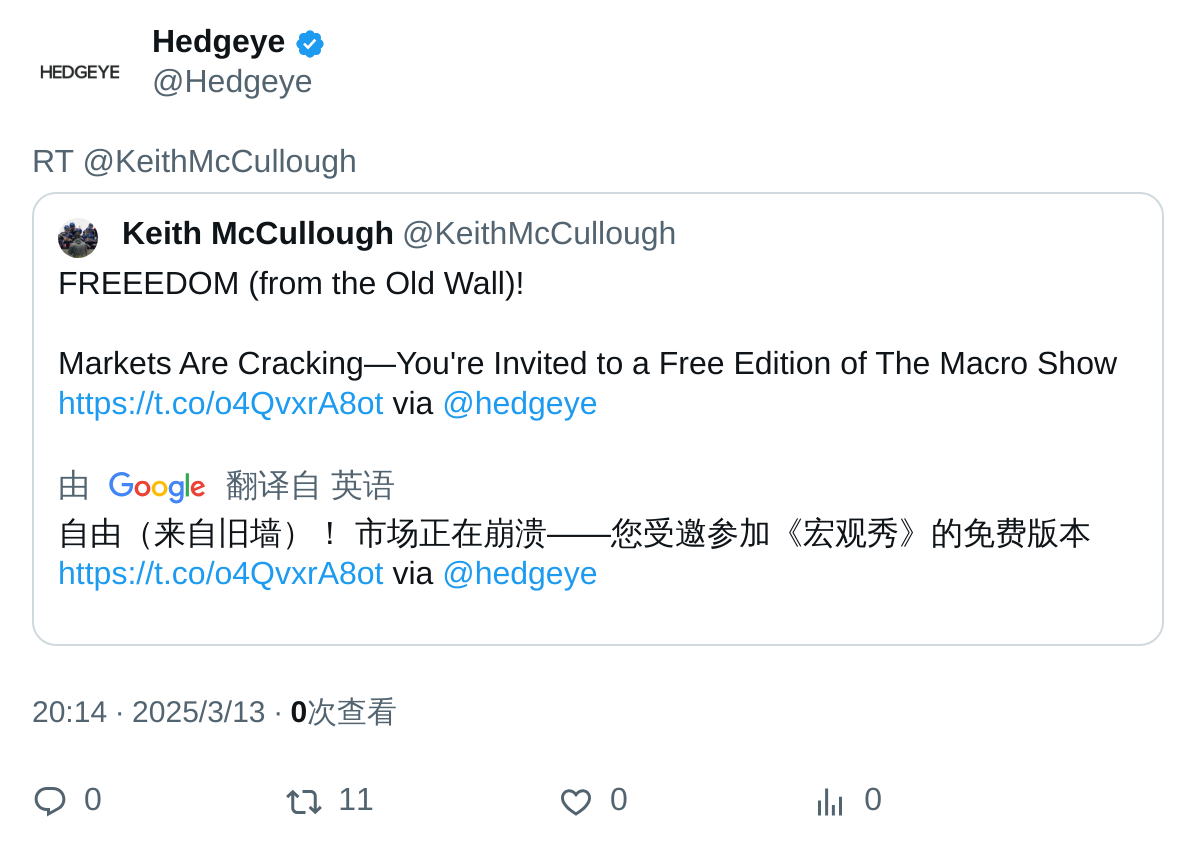 HEDGEYE
Hedgeye
@Hedgeye
RT @KeithMcCullough
Keith McCullough @KeithMcCullough
FREEEDOM (from the Old Wall)!
Markets Are Cracking—You're Invited to a Free Edition of The Macro Show
https://t.co/o4QvxrA8ot via @hedgeye
由 Google 翻译自 英语
自由（来自旧墙）！ 市场正在崩溃——您受邀参加《宏观秀》的免费版本
https://t.co/o4QvxrA8ot via @hedgeye
20:14 · 2025/3/13 · 0次查看
0 11 0 0